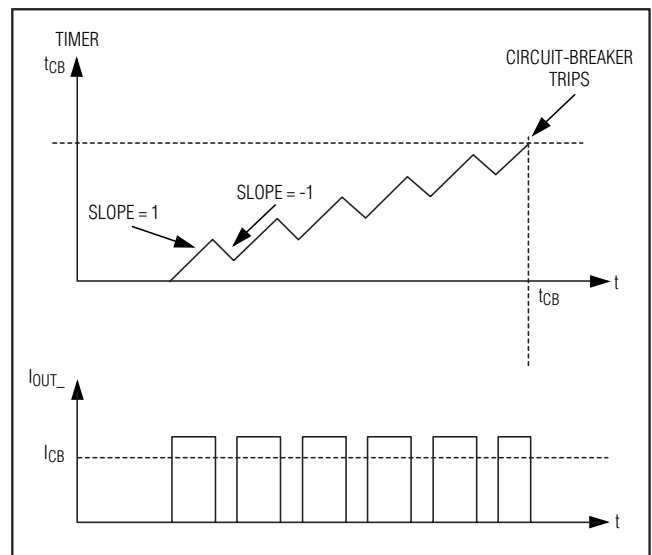 TIMER
tCB
CIRCUIT-BREAKER
TRIPS
SLOPE = 1
SLOPE = -1
t
tCB
IOUT_
ICB
t